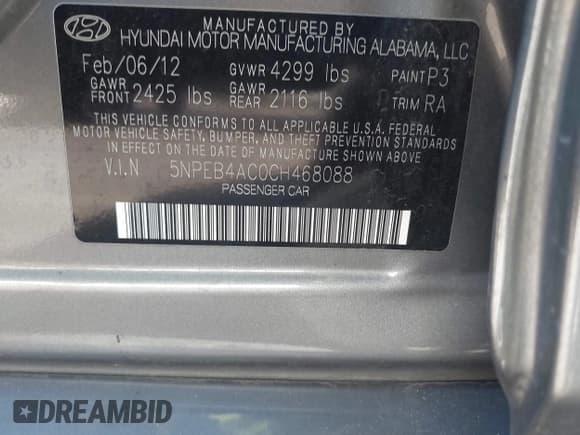 MANUFACTURED BY
HYUNDAI MOTOR MANUFACTURING ALABAMA, LLC
Feb/06/12 GVWR 4299 lbs PAINT P3
GAWR FRONT 2425 lbs GAWR REAR 2116 lbs TRIM RA
THIS VEHICLE CONFORMS TO ALL APPLICABLE U.S.A. FEDERAL
MOTOR VEHICLE SAFETY, BUMPER, AND THEFT PREVENTION STANDARDS
IN EFFECT ON THE DATE OF MANUFACTURE SHOWN ABOVE.
V.I.N 5NPEB4AC0CH468088
PASSENGER CAR
DREAMBID